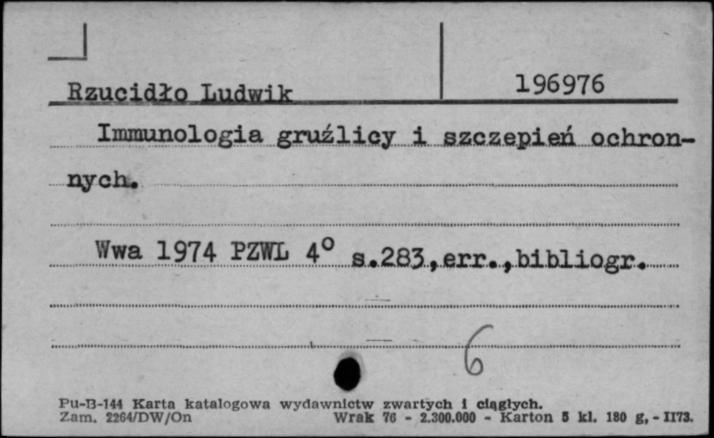 Rzucidło Ludwik 196976
Immunologia gruźlicy i szczepień ochron-
nych.
Wwa 1974 PZWL 4° s.283,err.,bibliogr.
6
Pu-B-144 Karta katalogowa wydawnictw zwartych i ciągłych.
Zam. 2264/DW/On Wrak 76 - 2.300.000 - Karton 5 kl. 180 g, - II73.